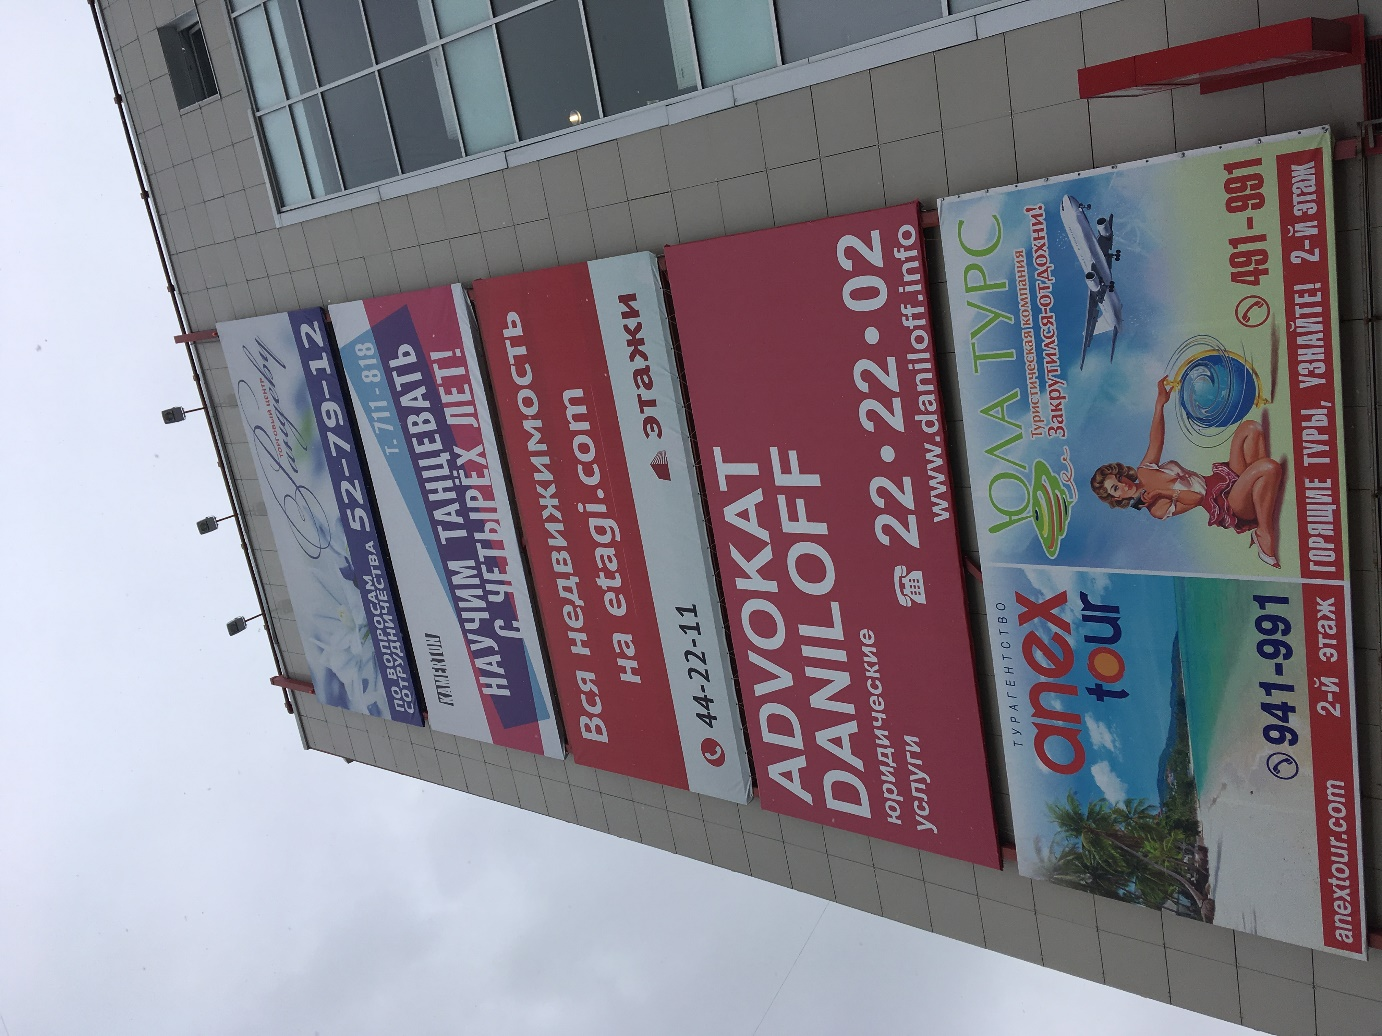 торговый центр
ПО ВОПРОСАМ
СОТРУДНИЧЕСТВА 52-79-12
KAMERTON
т. 711-818
НАУЧИМ ТАНЦЕВАТЬ
С ЧЕТЫРЁХ ЛЕТ!
Вся недвижимость
на etagi.com
44-22-11
этажи
ADVOKAT
DANILOFF
юридические
услуги
22•22•02
www.daniloff.info
ТУРАГЕНТСТВО
anex
tour
941-991
anextour.com
2-й этаж
ЮЛА ТУРС
Туристическая компания
Закрутился-отдохни!
491-991
ГОРЯЩИЕ ТУРЫ, УЗНАЙТЕ! 2-й этаж